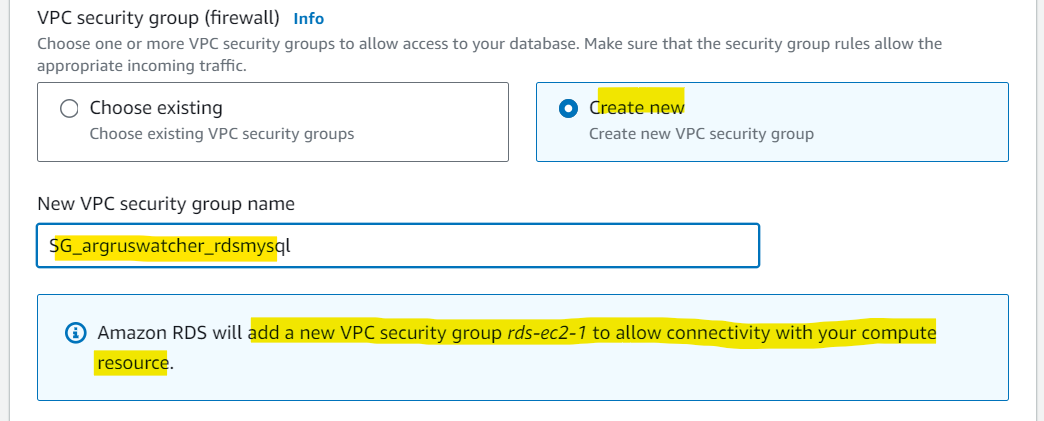 VPC security group (firewall) Info
Choose one or more VPC security groups to allow access to your database. Make sure that the security group rules allow the
appropriate incoming traffic.
Choose existing
Choose existing VPC security groups
Create new
Create new VPC security group
New VPC security group name
SG_argruswatcher_rdsmysql
Amazon RDS will add a new VPC security group rds-ec2-1 to allow connectivity with your compute
resource.